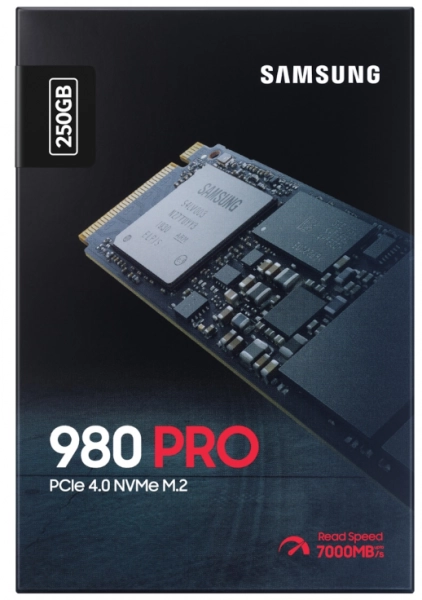 SAMSUNG
250GB
SAMSUNG
980 PRO
PCIe 4.0 NVMe M.2
Read Speed
7000MB/s